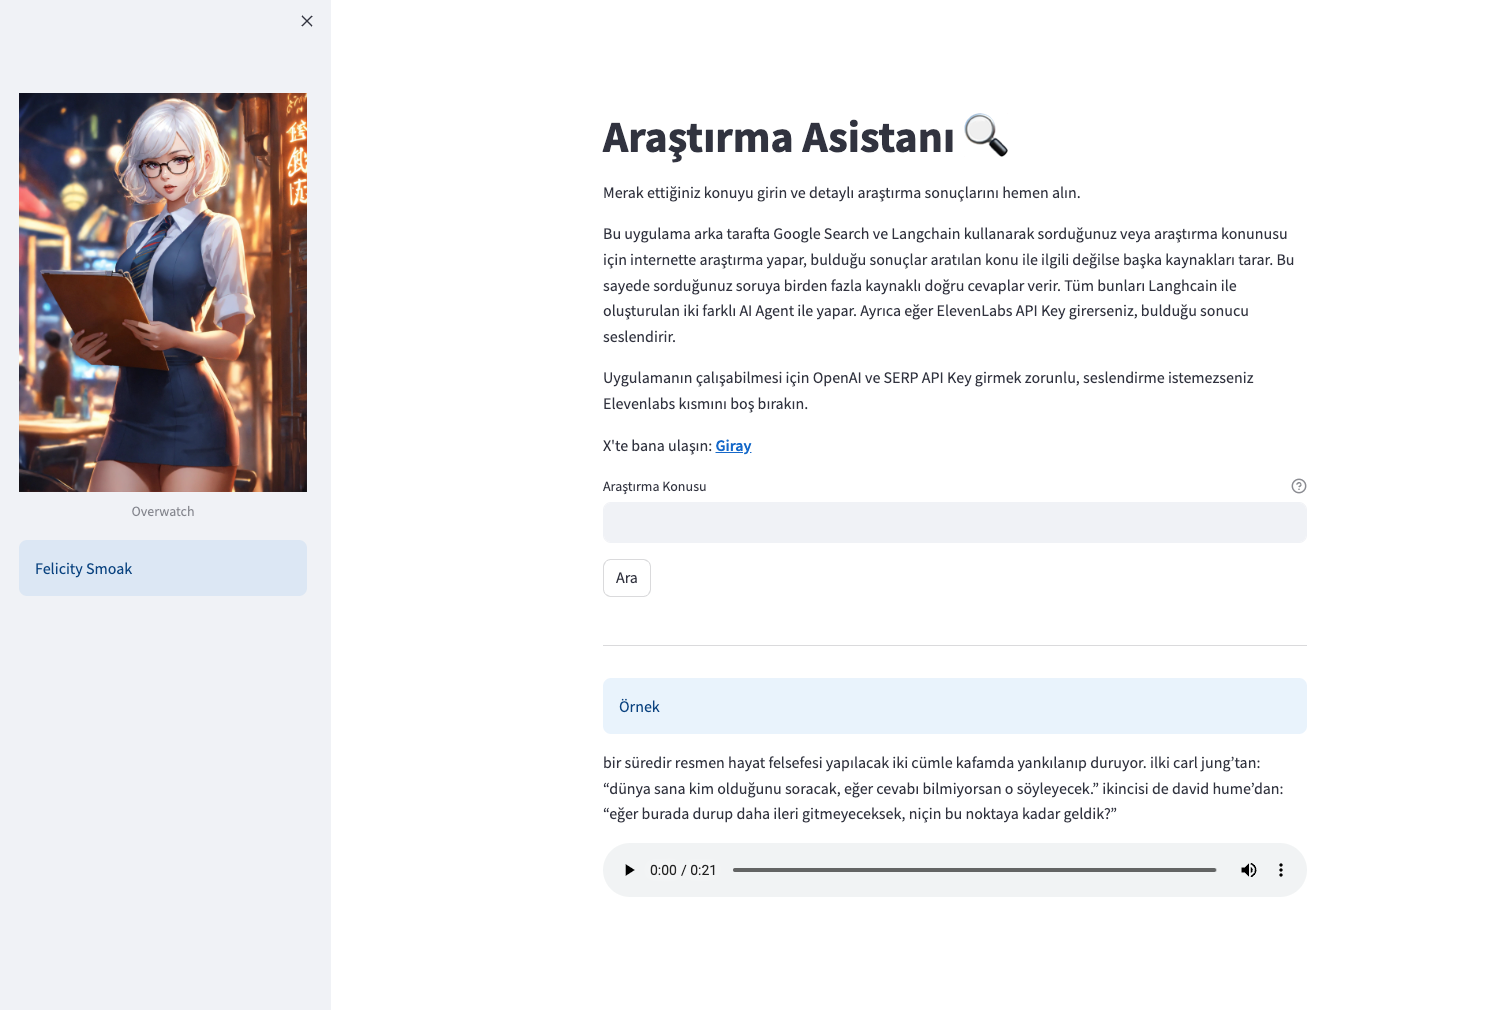 Overwatch
Felicity Smoak
Araştırma Asistanı
Merak ettiğiniz konuyu girin ve detaylı araştırma sonuçlarını hemen alın.
Bu uygulama arka tarafta Google Search ve Langchain kullanarak sorduğunuz veya araştırma konunusu
için internette araştırma yapar, bulduğu sonuçlar aratılan konu ile ilgili değilse başka kaynakları tarar. Bu
sayede sorduğunuz soruya birden fazla kaynaklı doğru cevaplar verir. Tüm bunları Langhcain ile
oluşturulan iki farklı AI Agent ile yapar. Ayrıca eğer ElevenLabs API Key girerseniz, bulduğu sonucu
seslendirir.
Uygulamanın çalışabilmesi için OpenAI ve SERP API Key girmek zorunlu, seslendirme istemezseniz
Elevenlabs kısmını boş bırakın.
X'te bana ulaşın: Giray
Araştırma Konusu
Ara
Örnek
bir süredir resmen hayat felsefesi yapılacak iki cümle kafamda yankılanıp duruyor. ilki carl jung’tan:
“dünya sana kim olduğunu soracak, eğer cevabı bilmiyorsan o söyleyecek.” ikincisi de david hume’dan:
“eğer burada durup daha ileri gitmeyeceksek, niçin bu noktaya kadar geldik?”
0:00 / 0:21